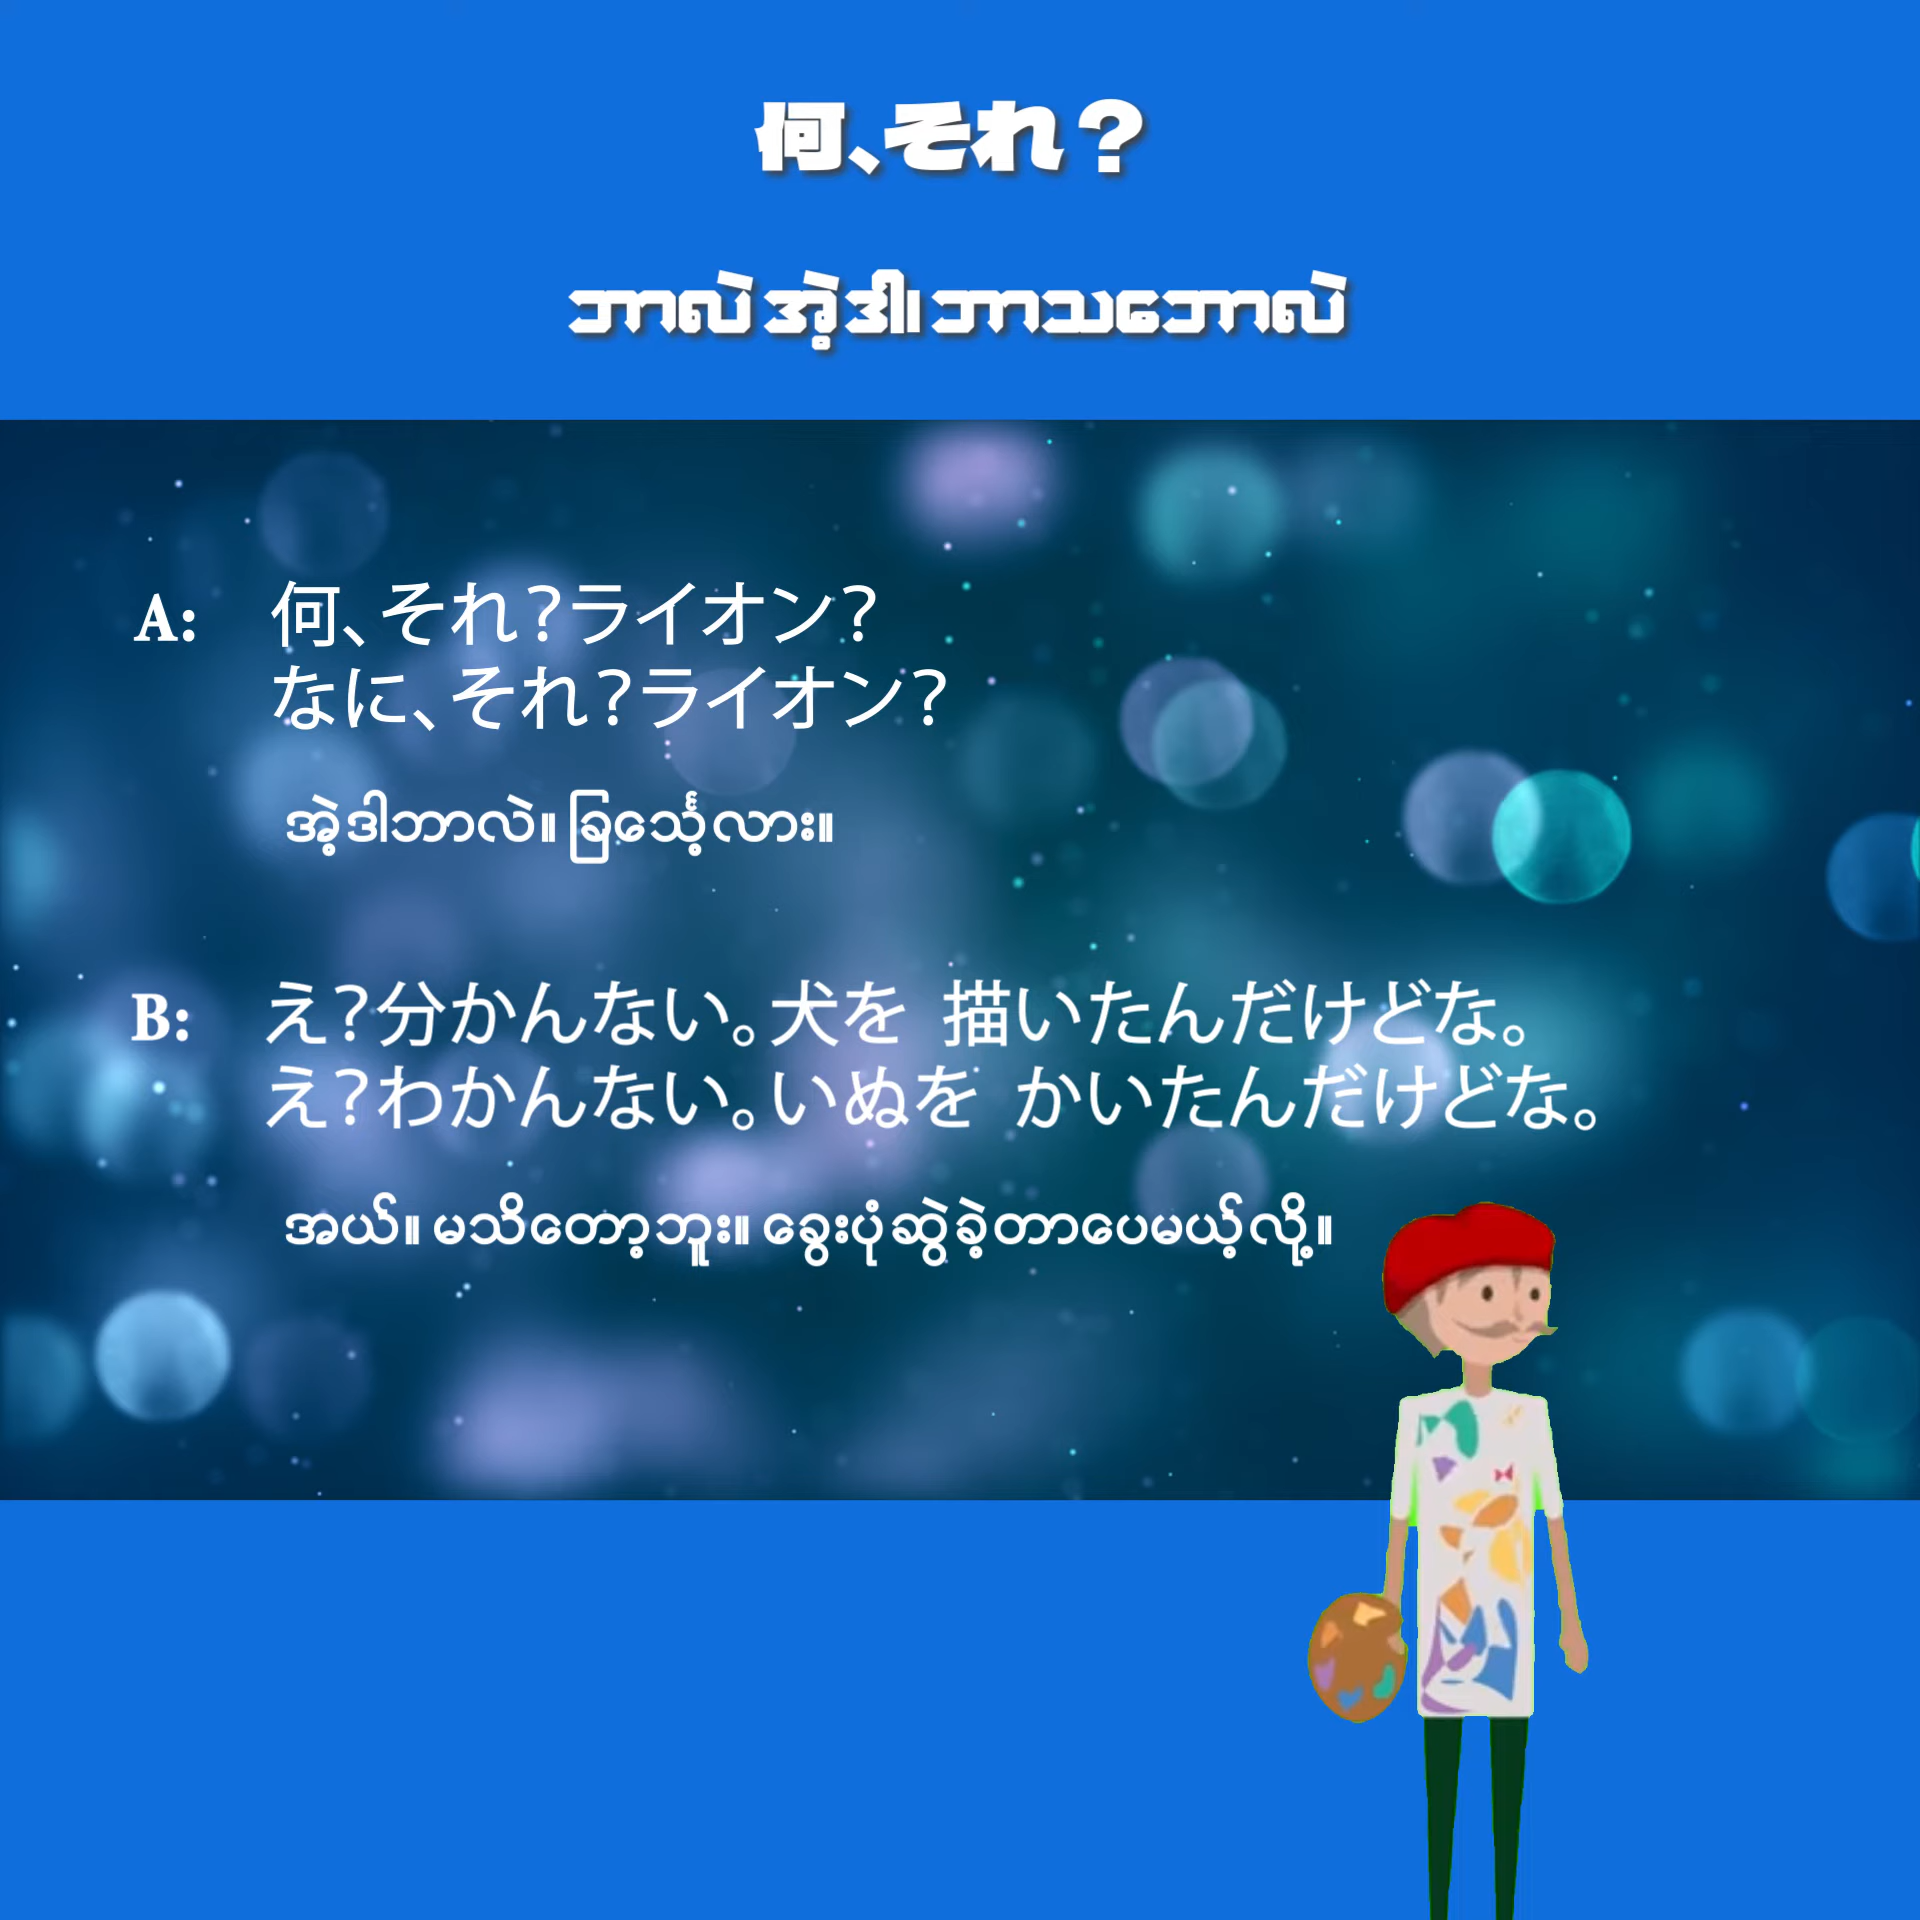 何、それ？
ဘာလဲ အဲ့ဒါ၊ ဘာသဘောလဲ
A: 何、それ？ライオン？
なに、それ？ライオン？
အဲ့ဒါဘာလဲ။ ခြင်္သေ့လား။
B: え？分かんない。犬を 描いたんだけどな。
え？わかんない。いぬを かいたんだけどな。
အယ်။ မသိတော့ဘူး။ ခွေးပုံဆွဲခဲ့တာပေမယ့်လို့။